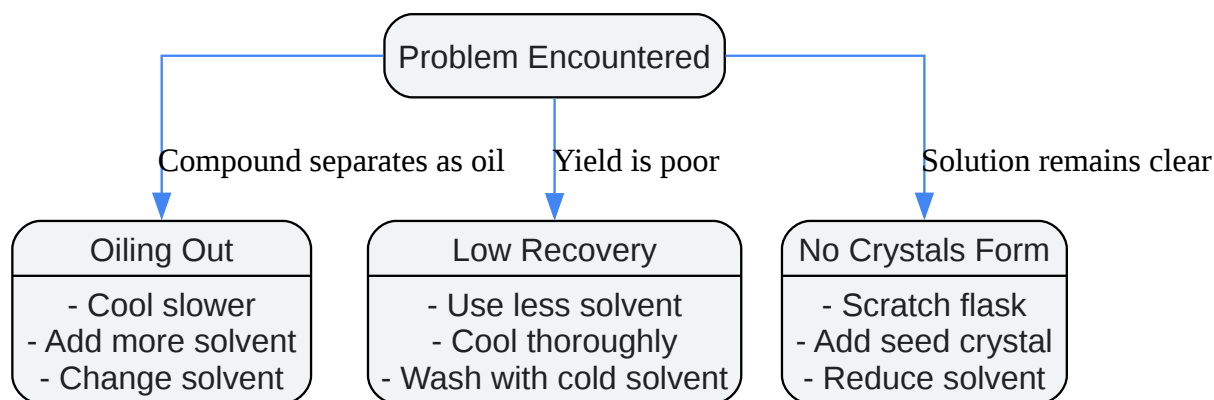 Problem Encountered
Compound separates as oil
Yield is poor
Solution remains clear
Oiling Out
- Cool slower
- Add more solvent
- Change solvent
Low Recovery
- Use less solvent
- Cool thoroughly
- Wash with cold solvent
No Crystals Form
- Scratch flask
- Add seed crystal
- Reduce solvent